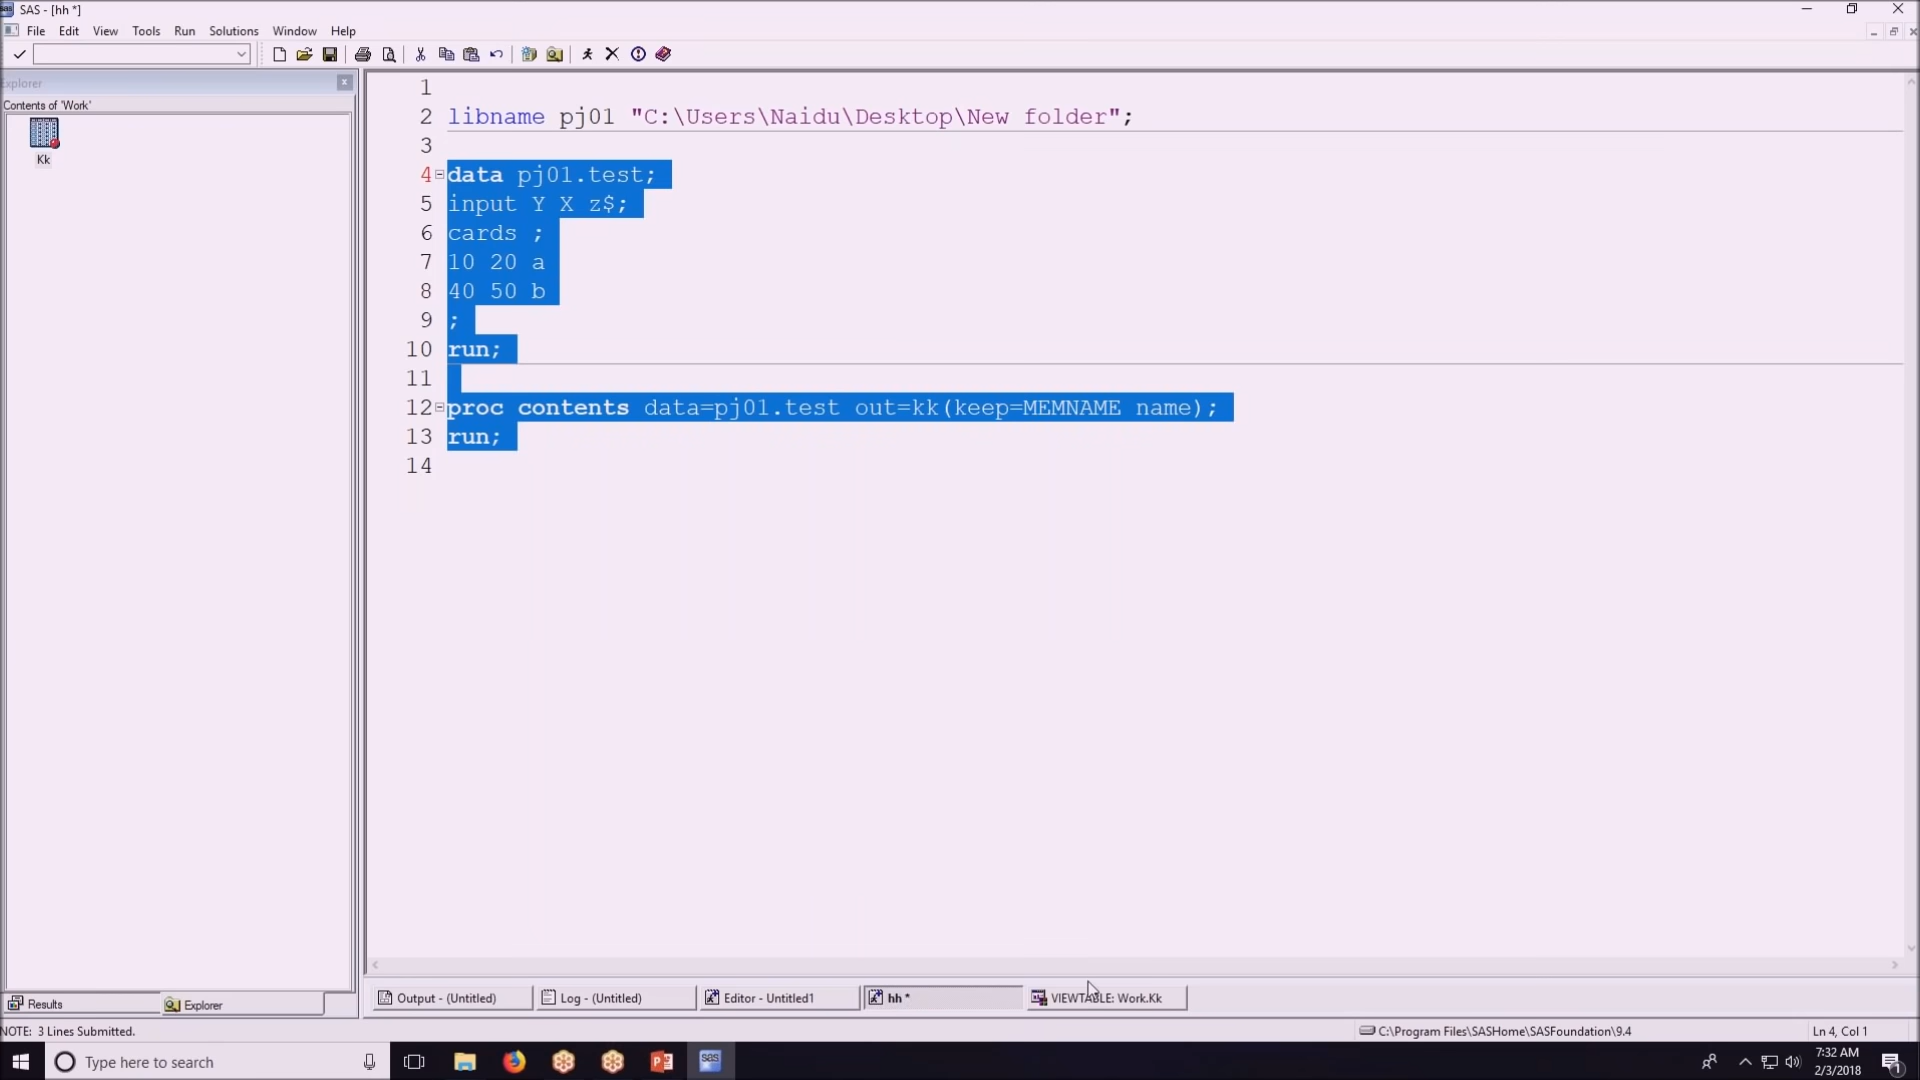 SAS - [hh *]
File Edit View Tools Run Solutions Window Help
Explorer
Contents of 'Work'
Kk
1
2 libname pj01 "C:\Users\Naidu\Desktop\New folder";
3
4 data pj01.test;
5 input Y X z$;
6 cards ;
7 10 20 a
8 40 50 b
9 ;
10 run;
11
12 proc contents data=pj01.test out=kk(keep=MEMNAME name);
13 run;
14
Results Explorer
Output - (Untitled) Log - (Untitled) Editor - Untitled1 hh * VIEWTABLE: Work.Kk
NOTE: 3 Lines Submitted. C:\Program Files\SASHome\SASFoundation\9.4 Ln 4, Col 1
Type here to search
sas
7:32 AM
2/3/2018
1